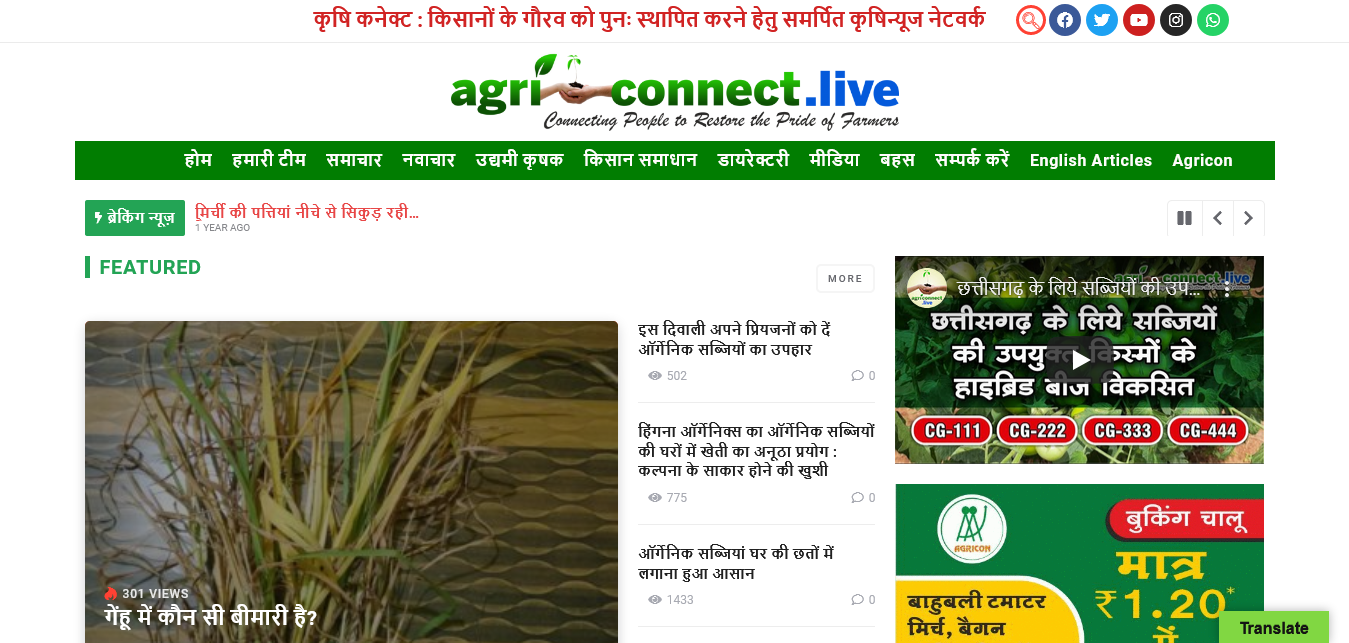 कृषि कनेक्ट : किसानों के गौरव को पुनः स्थापित करने हेतु समर्पित कृषिन्यूज नेटवर्क
agri connect.live
Connecting People to Restore the Pride of Farmers
होम हमारी टीम समाचार नवाचार उद्यमी कृषक किसान समाधान डायरेक्टरी मीडिया बहस सम्पर्क करें English Articles Agricon
ब्रेकिंग न्यूज़
मिर्ची की पत्तियां नीचे से सिकुड़ रही...
1 YEAR AGO
FEATURED
MORE
301 VIEWS
गेंहू में कौन सी बीमारी है?
इस दिवाली अपने प्रियजनों को दें
ऑर्गेनिक सब्जियों का उपहार
502 0
हिंगना ऑर्गेनिक्स का ऑर्गेनिक सब्जियों
की घरों में खेती का अनूठा प्रयोग :
कल्पना के साकार होने की खुशी
775 0
ऑर्गेनिक सब्जियां घर की छतों में
लगाना हुआ आसान
1433 0
छत्तीसगढ़ के लिये सब्जियों की उप...
छत्तीसगढ़ के लिये सब्जियों
की उपयुक्त किस्मों के
हाइब्रिड बीज विकसित
CG-111 CG-222 CG-333 CG-444
AGRICON
बुकिंग चालू
मात्र
₹1.20*
में
बाहुबली टमाटर
मिर्च, बैगन
Translate